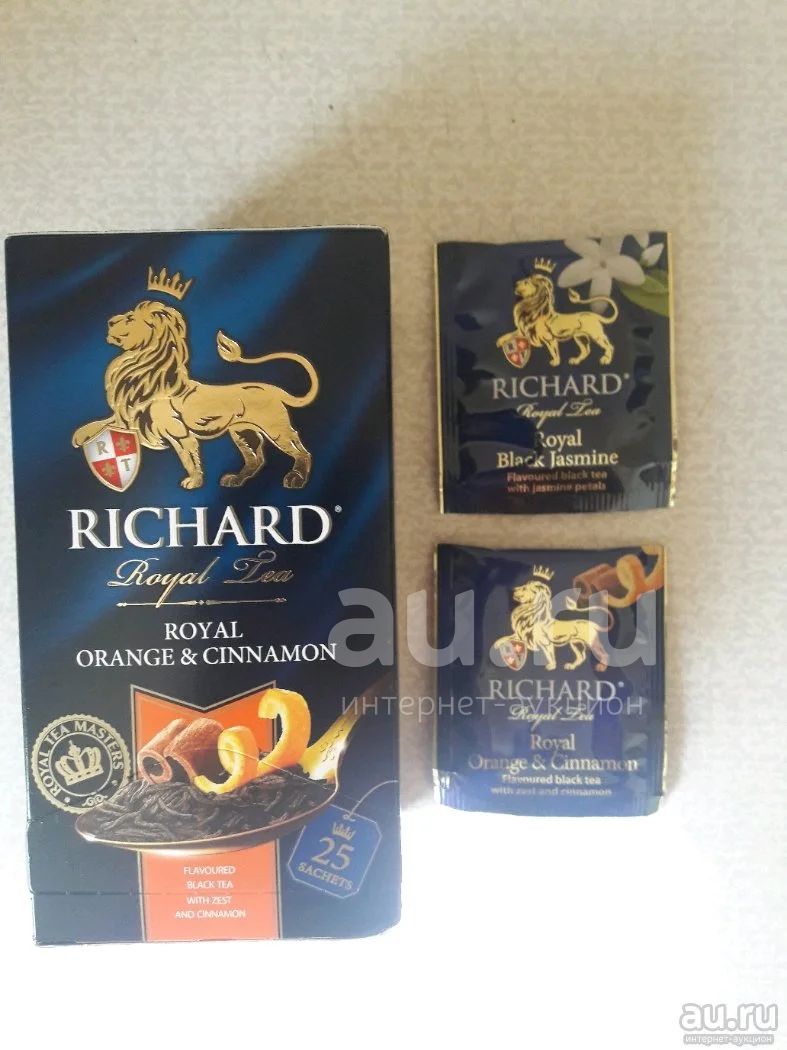 R T
RICHARD®
Royal Tea
ROYAL
ORANGE & CINNAMON
ROYAL TEA MASTERS
25
SACHETS
FLAVOURED
BLACK TEA
WITH ZEST
AND CINNAMON
RICHARD®
Royal Tea
Royal
Black Jasmine
Flavoured black tea
with jasmine petals
RICHARD®
Royal Tea
Royal
Orange & Cinnamon
Flavoured black tea
with zest and cinnamon
au.ru
интернет-аукцион
au.ru
интернет-аукцион